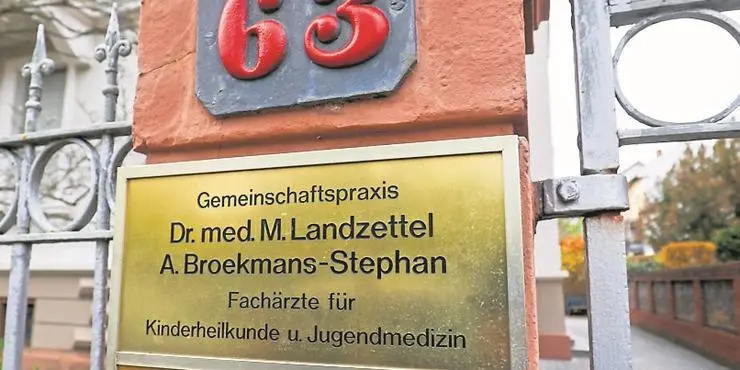 63
Gemeinschaftspraxis
Dr. med. M. Landzettel
A. Broekmans-Stephan
Fachärzte für
Kinderheilkunde u. Jugendmedizin